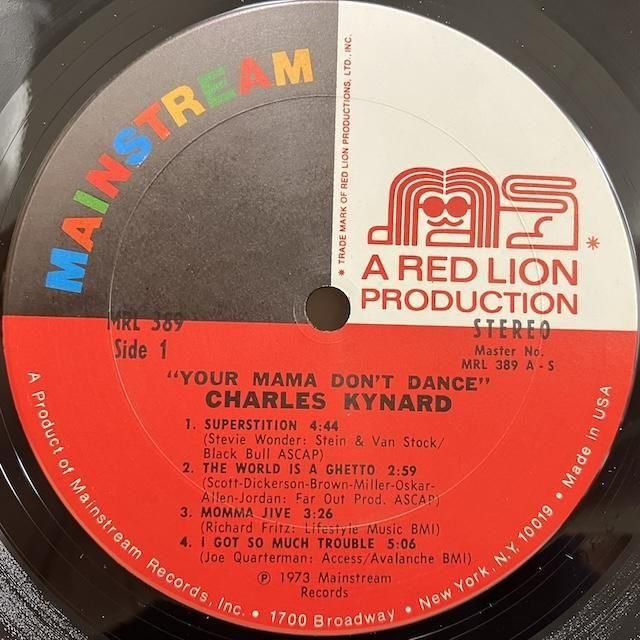 MAINSTREAM
* TRADE MARK OF RED LION PRODUCTIONS, LTD., INC.
*
A RED LION
PRODUCTION
MRL 389
Side 1
STEREO
Master No.
MRL 389 A - S
"YOUR MAMA DON'T DANCE"
CHARLES KYNARD
1. SUPERSTITION 4:44
(Stevie Wonder: Stein & Van Stock/
Black Bull ASCAP)
2. THE WORLD IS A GHETTO 2:59
(Scott-Dickerson-Brown-Miller-Oskar-
Allen-Jordan: Far Out Prod. ASCAP)
3. MOMMA JIVE 3:26
(Richard Fritz: Lifestyle Music BMI)
4. I GOT SO MUCH TROUBLE 5:06
(Joe Quarterman: Access/Avalanche BMI)
℗ 1973 Mainstream
Records
A Product of Mainstream Records, Inc. • 1700 Broadway • New York, N.Y. 10019 • Made in USA